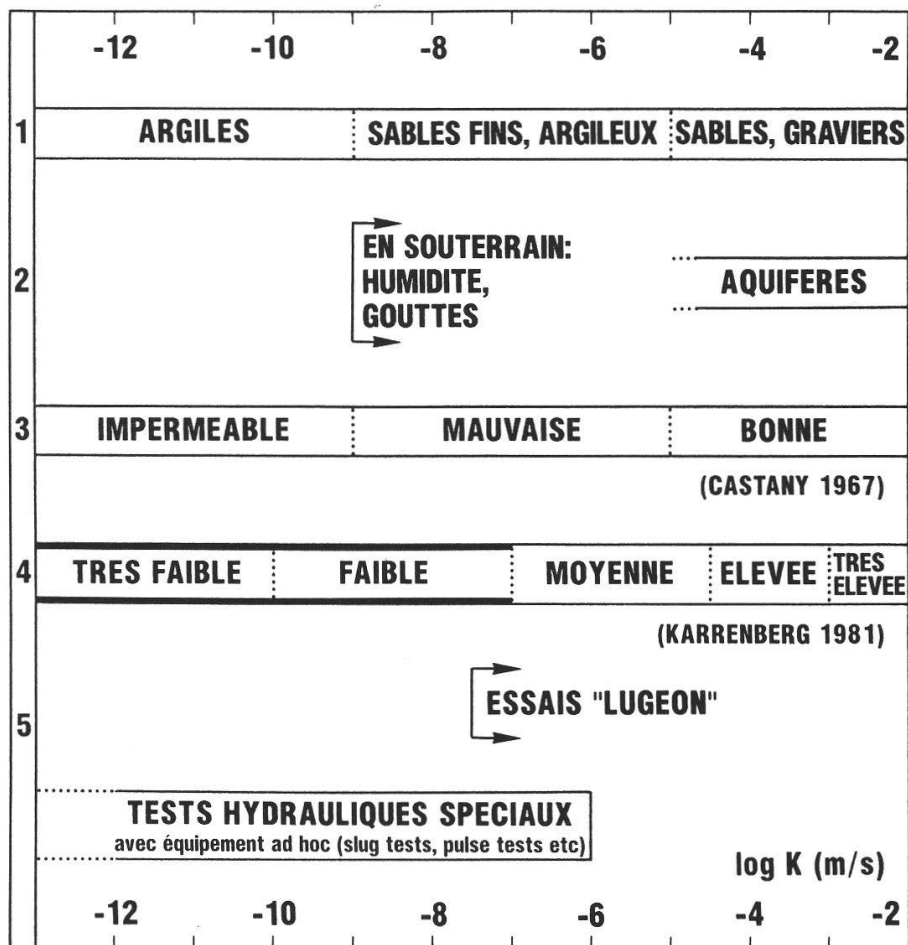 -12 -10 -8 -6 -4 -2
1 ARGILES SABLES FINS, ARGILEUX SABLES, GRAVIERS
2 EN SOUTERRAIN:
HUMIDITE,
GOUTTES
AQUIFERES
3 IMPERMEABLE MAUVAISE BONNE
(CASTANY 1967)
4 TRES FAIBLE FAIBLE MOYENNE ELEVEE TRES
ELEVEE
(KARRENBERG 1981)
5 ESSAIS "LUGEON"
TESTS HYDRAULIQUES SPECIAUX
avec équipement ad hoc (slug tests, pulse tests etc)
log K (m/s)
-12 -10 -8 -6 -4 -2